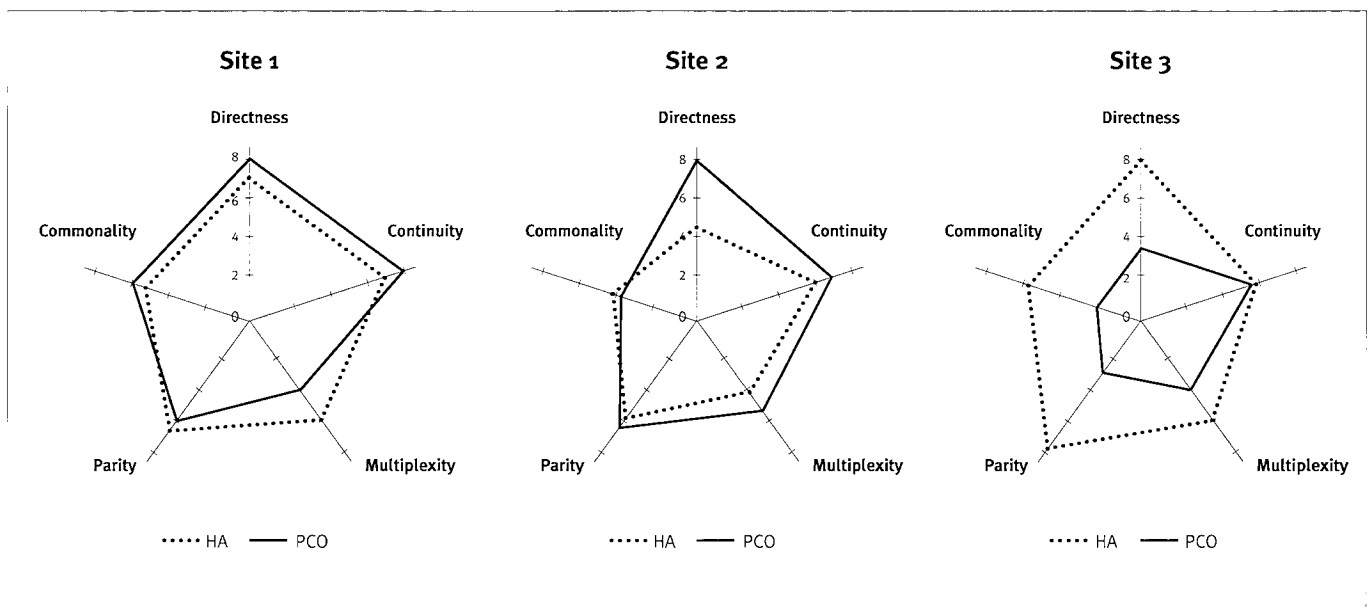 Site 1
Directness
8
6
4
2
0
Commonality
Continuity
Parity
Multiplexity
HA PCO
Site 2
Directness
8
6
4
2
0
Commonality
Continuity
Parity
Multiplexity
HA PCO
Site 3
Directness
8
6
4
2
0
Commonality
Continuity
Parity
Multiplexity
HA PCO